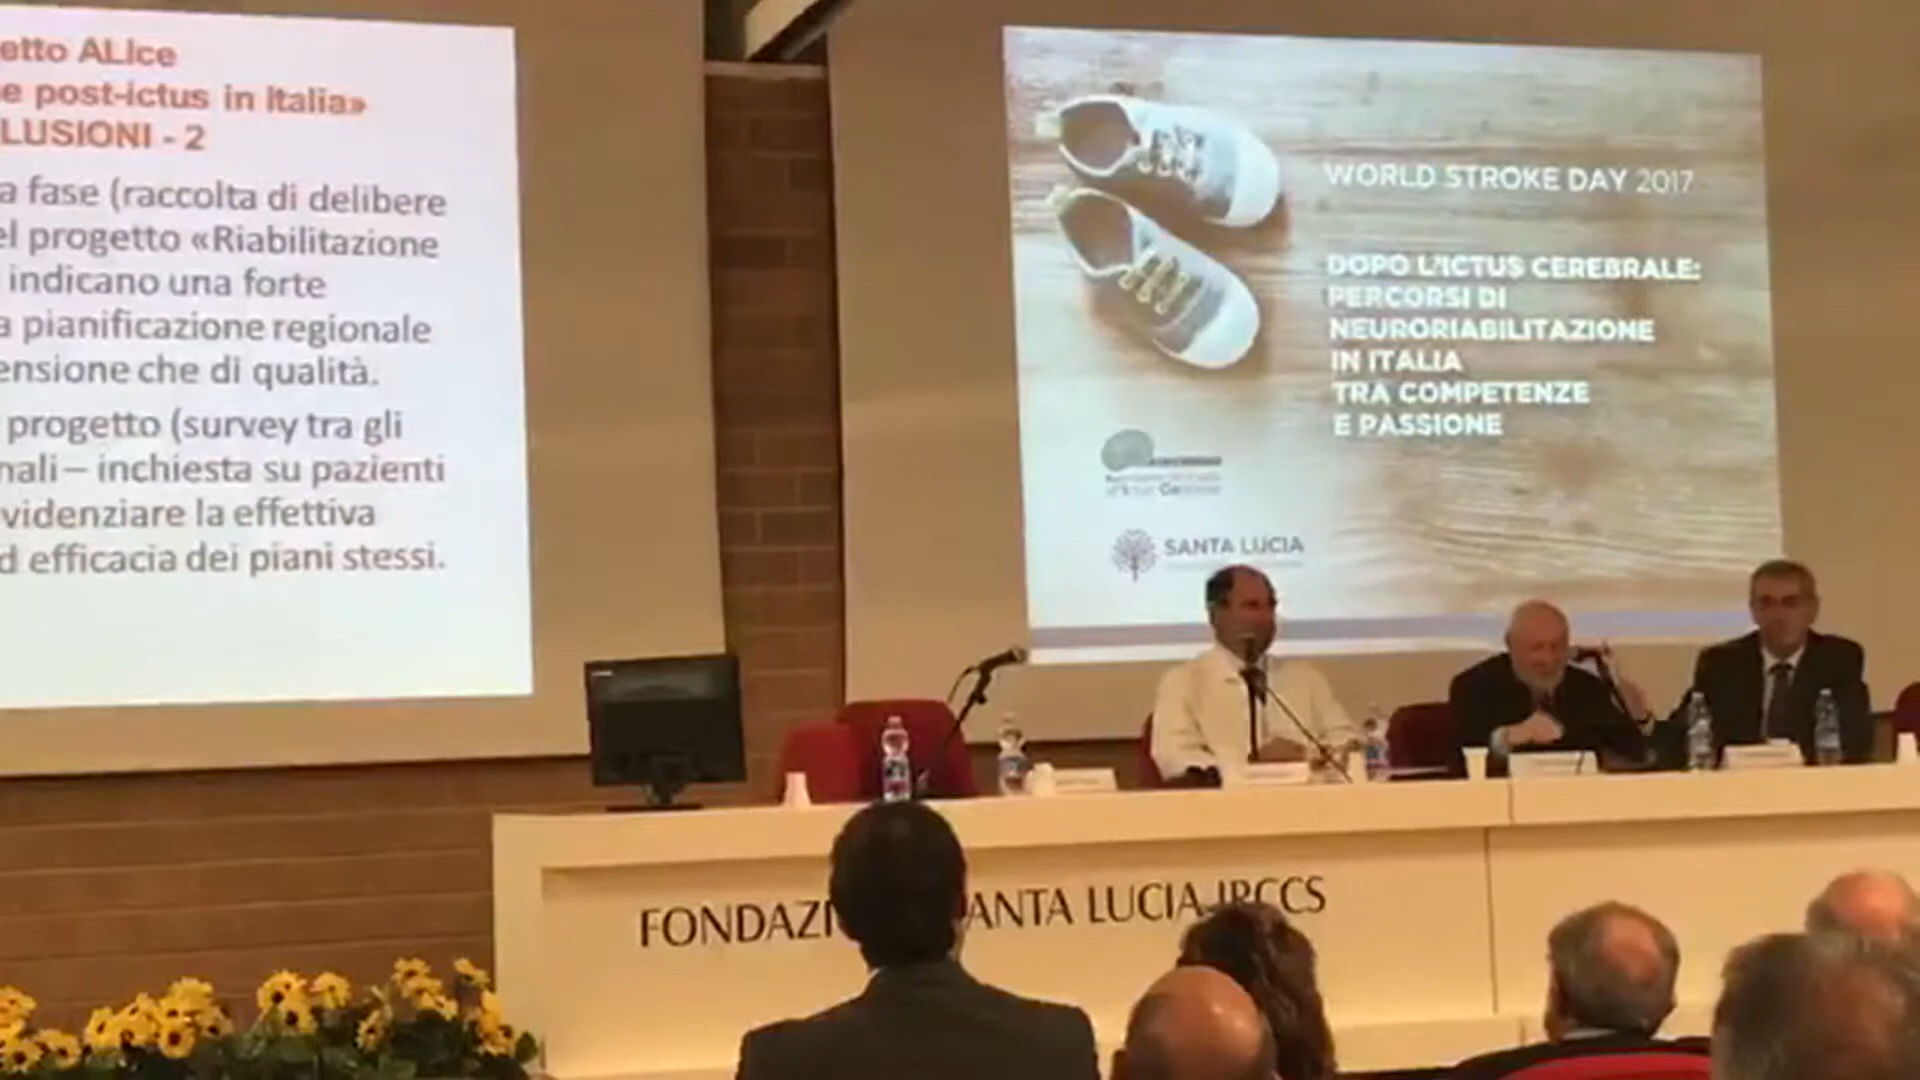 etto ALIce
e post-ictus in Italia»
LUSIONI - 2
a fase (raccolta di delibere
el progetto «Riabilitazione
indicano una forte
a pianificazione regionale
ensione che di qualità.
progetto (survey tra gli
nali – inchiesta su pazienti
videnziare la effettiva
d efficacia dei piani stessi.
WORLD STROKE DAY 2017
DOPO L'ICTUS CEREBRALE:
PERCORSI DI
NEURORIABILITAZIONE
IN ITALIA
TRA COMPETENZE
E PASSIONE
SANTA LUCIA
FONDAZI ANTA LUCIA IRCCS